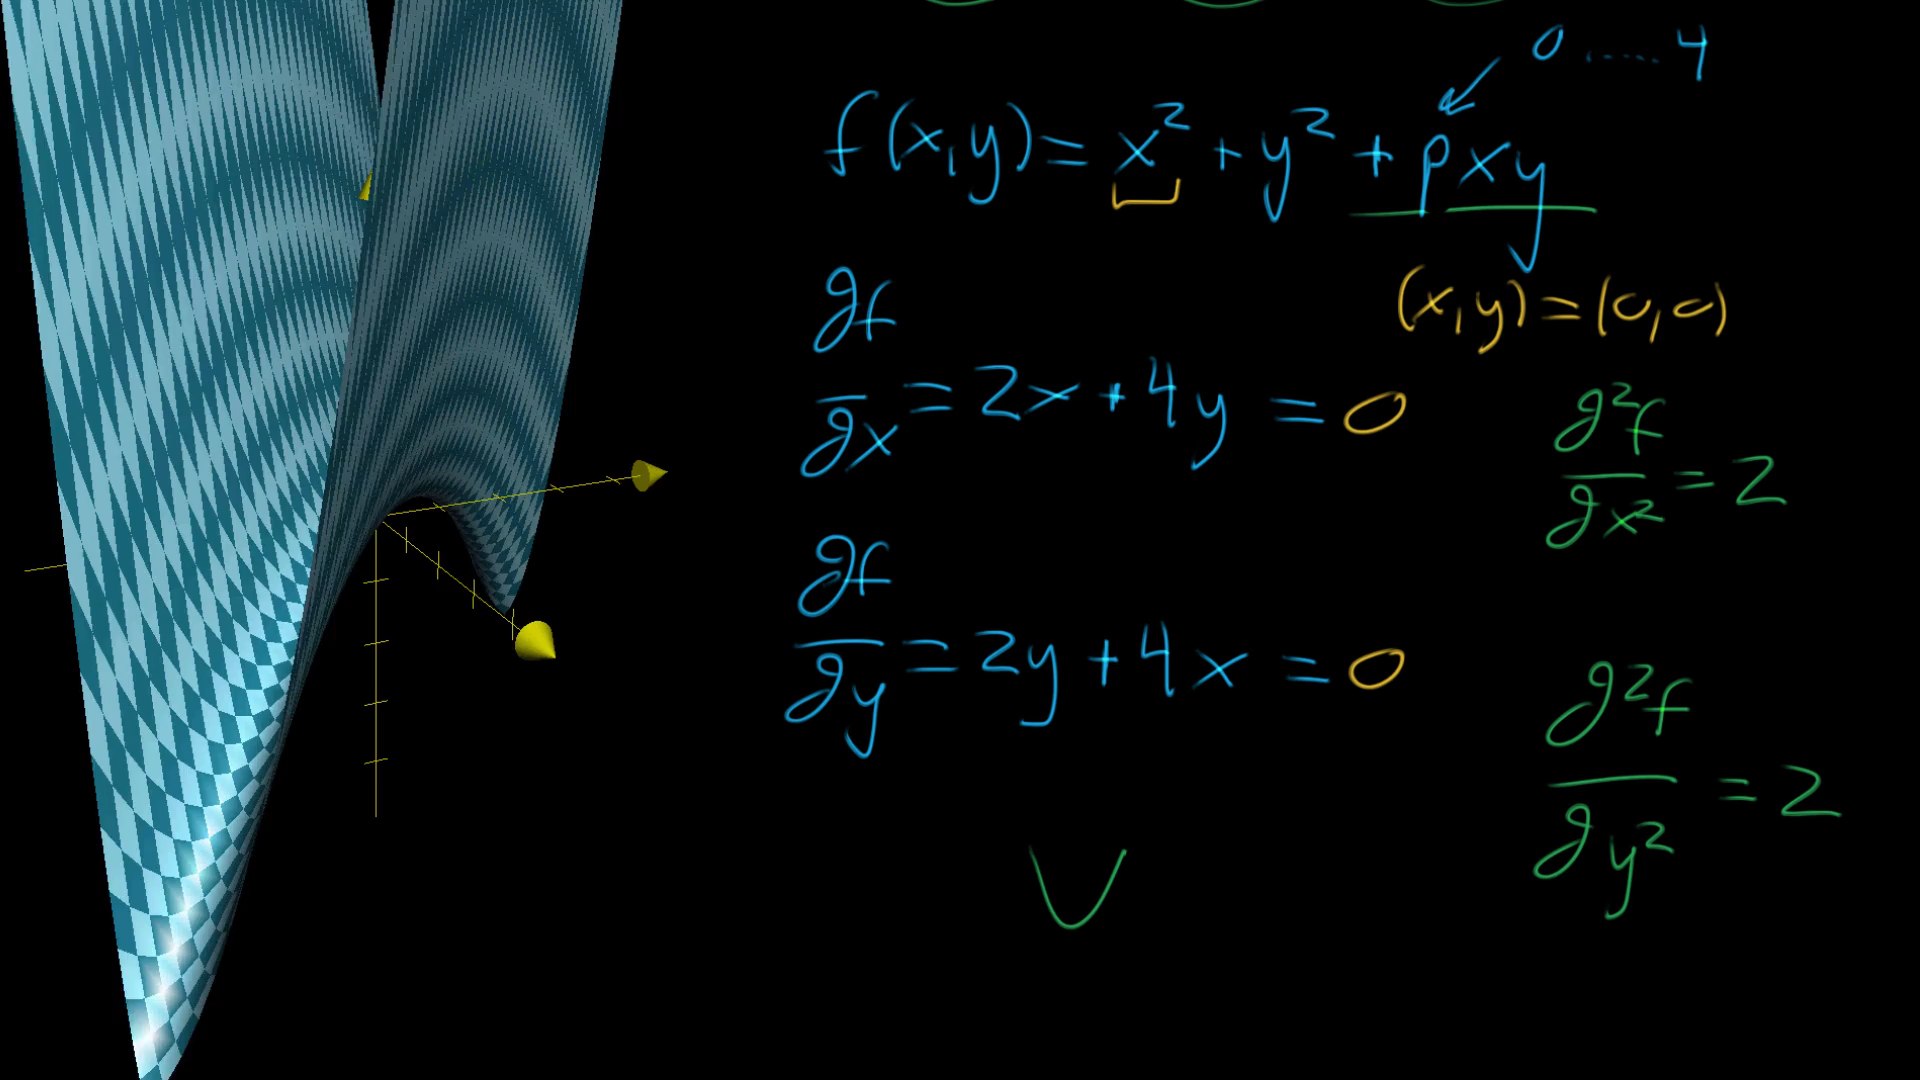 0 ..... 4
f(x,y) = x² + y² + pxy
(x,y) = (0,0)
∂f/∂x = 2x + 4y = 0
∂²f/∂x² = 2
∂f/∂y = 2y + 4x = 0
∂²f/∂y² = 2